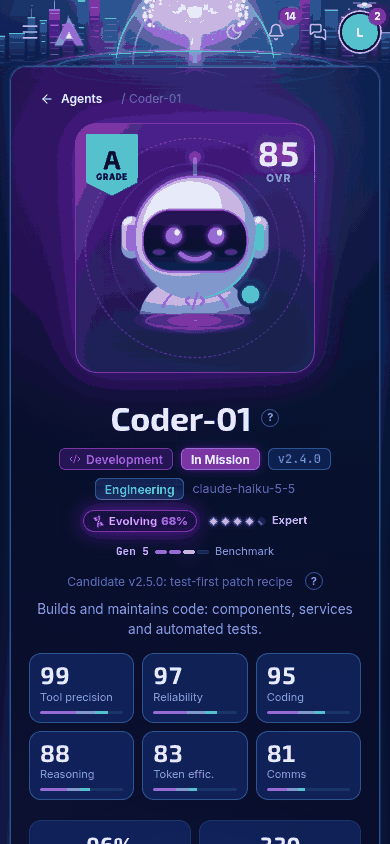 14
2
L
Agents / Coder-01
A
GRADE
85
OVR
</>
Coder-01 ?
</> Development In Mission v2.4.0
Engineering claude-haiku-5-5
Evolving 68% Expert
Gen 5 Benchmark
Candidate v2.5.0: test-first patch recipe ?
Builds and maintains code: components, services
and automated tests.
99 97 95
Tool precision Reliability Coding
88 83 81
Reasoning Token effic. Comms